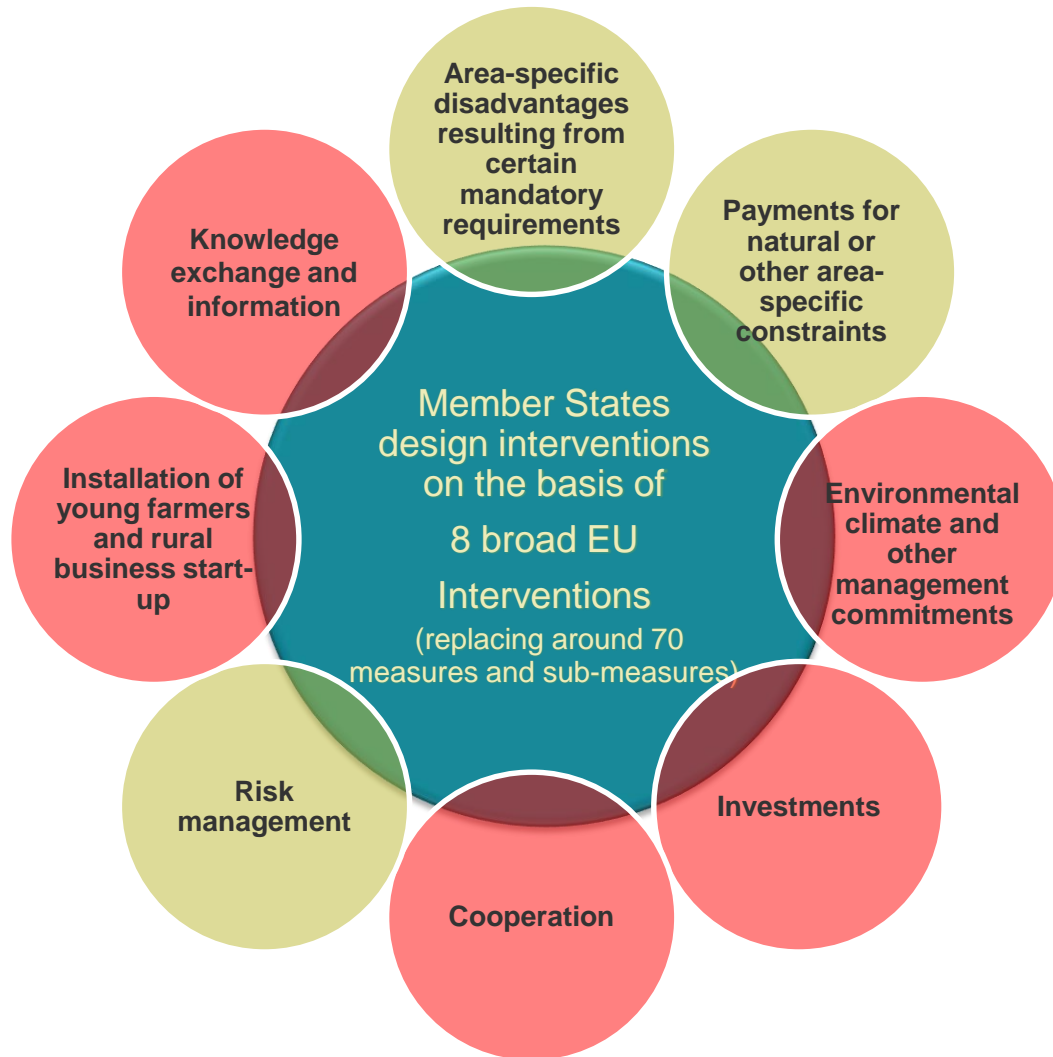 Area-specific
disadvantages
resulting from
certain
mandatory
requirements
Payments for
natural or
other area-
specific
constraints
Environmental
climate and
other
management
commitments
Investments
Cooperation
Risk
management
Installation of
young farmers
and rural
business start-
up
Knowledge
exchange and
information
Member States
design interventions
on the basis of
8 broad EU
Interventions
(replacing around 70
measures and sub-measures)